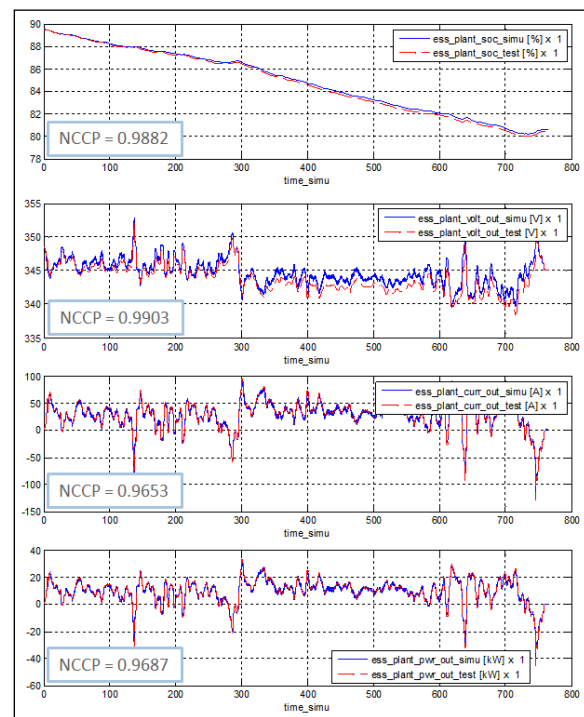 90
88
86
84
82
80
78
ess_plant_soc_simu [%] x 1
ess_plant_soc_test [%] x 1
NCCP = 0.9882
0 100 200 300 400 500 600 700 800
time_simu
355
350
345
340
335
ess_plant_volt_out_simu [V] x 1
ess_plant_volt_out_test [V] x 1
NCCP = 0.9903
0 100 200 300 400 500 600 700 800
time_simu
100
50
0
-50
-100
-150
ess_plant_curr_out_simu [A] x 1
ess_plant_curr_out_test [A] x 1
NCCP = 0.9653
0 100 200 300 400 500 600 700 800
time_simu
40
20
0
-20
-40
-60
NCCP = 0.9687
ess_plant_pwr_out_simu [kW] x 1
ess_plant_pwr_out_test [kW] x 1
0 100 200 300 400 500 600 700 800
time_simu